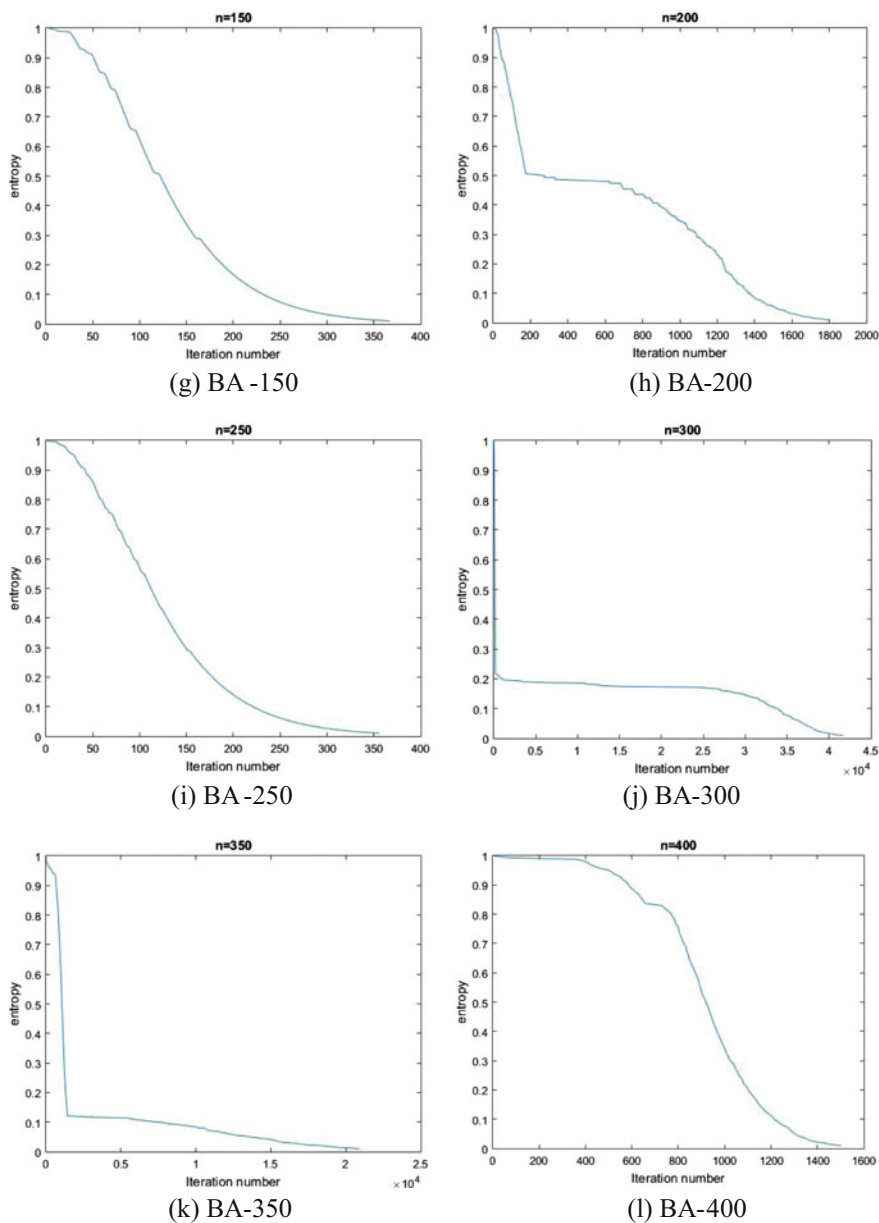 n=150
1
0.9
0.8
0.7
0.6
0.5
0.4
0.3
0.2
0.1
0
entropy
0 50 100 150 200 250 300 350 400
Iteration number
(g) BA -150
n=200
1
0.9
0.8
0.7
0.6
0.5
0.4
0.3
0.2
0.1
0
entropy
0 200 400 600 800 1000 1200 1400 1600 1800 2000
Iteration number
(h) BA-200
n=250
1
0.9
0.8
0.7
0.6
0.5
0.4
0.3
0.2
0.1
0
entropy
0 50 100 150 200 250 300 350 400
Iteration number
(i) BA -250
n=300
1
0.9
0.8
0.7
0.6
0.5
0.4
0.3
0.2
0.1
0
entropy
0 0.5 1 1.5 2 2.5 3 3.5 4 4.5
Iteration number
×10^4
(j) BA-300
n=350
1
0.9
0.8
0.7
0.6
0.5
0.4
0.3
0.2
0.1
0
entropy
0 0.5 1 1.5 2 2.5
Iteration number
×10^4
(k) BA-350
n=400
1
0.9
0.8
0.7
0.6
0.5
0.4
0.3
0.2
0.1
0
entropy
0 200 400 600 800 1000 1200 1400 1600
Iteration number
(l) BA-400